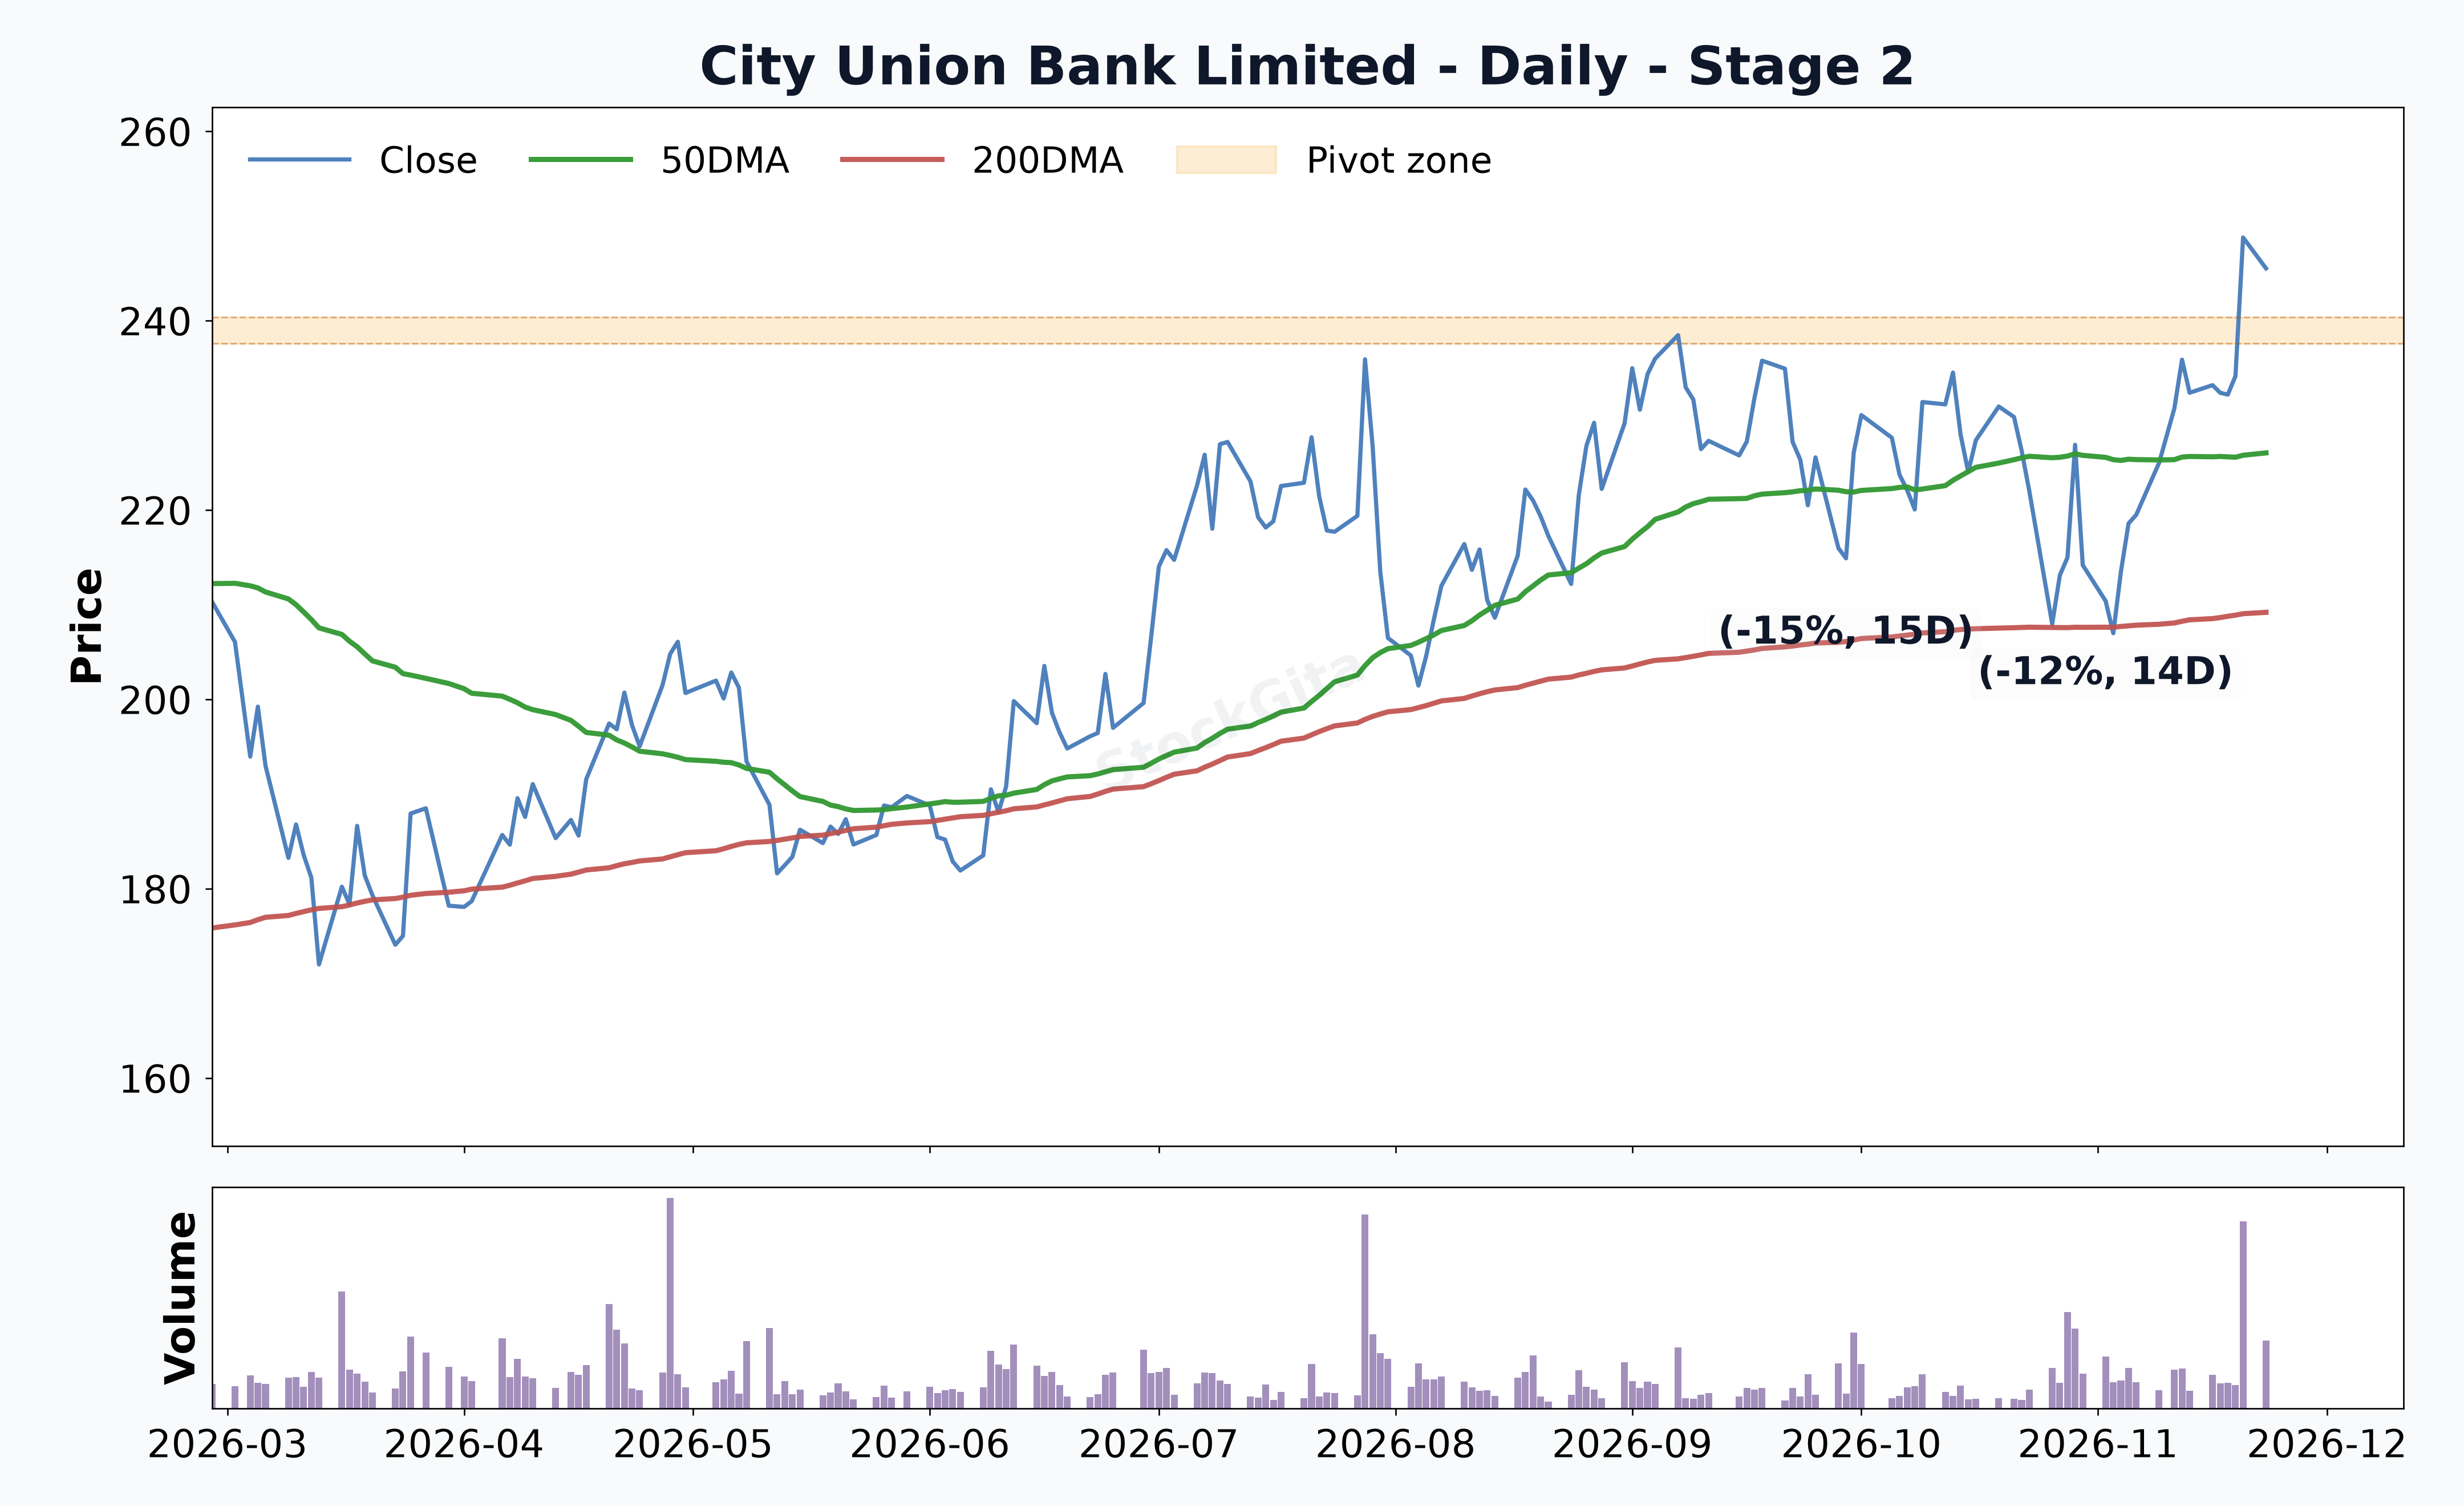 City Union Bank Limited - Daily - Stage 2
Close 50DMA 200DMA Pivot zone
260
240
220
200
180
160
Price
(-15%, 15D)
(-12%, 14D)
StockGita
Volume
2026-03 2026-04 2026-05 2026-06 2026-07 2026-08 2026-09 2026-10 2026-11 2026-12